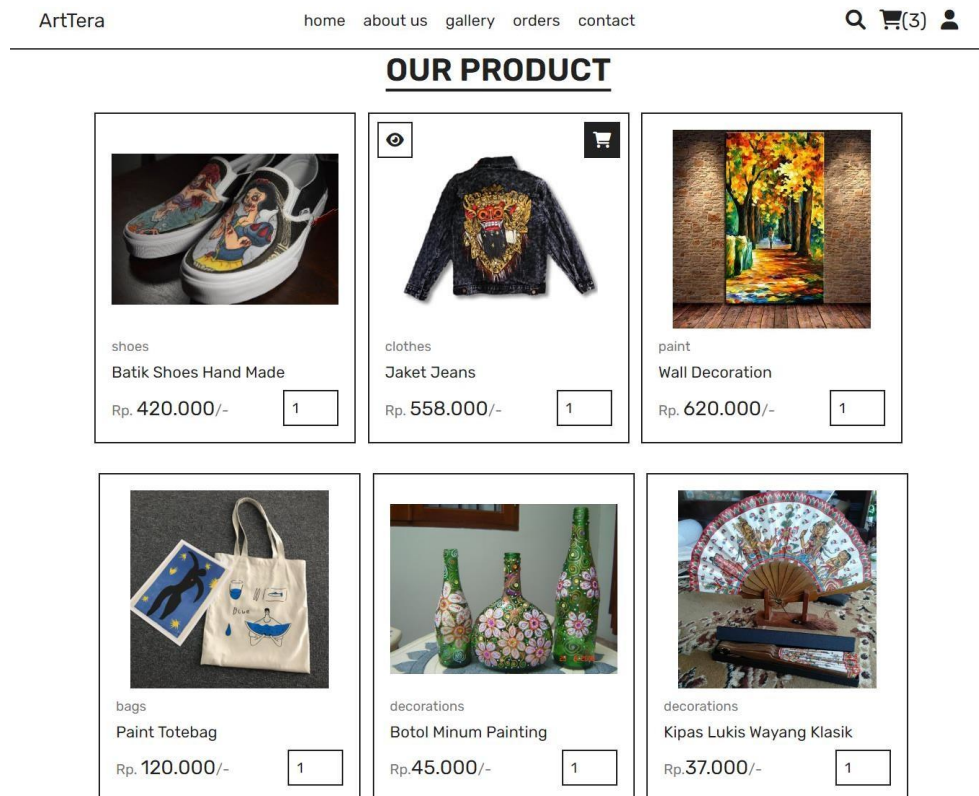 ArtTera home about us gallery orders contact (3)
OUR PRODUCT
shoes
Batik Shoes Hand Made
Rp. 420.000/-
1
clothes
Jaket Jeans
Rp. 558.000/-
1
paint
Wall Decoration
Rp. 620.000/-
1
Blue
bags
Paint Totebag
Rp. 120.000/-
1
decorations
Botol Minum Painting
Rp.45.000/-
1
decorations
Kipas Lukis Wayang Klasik
Rp.37.000/-
1